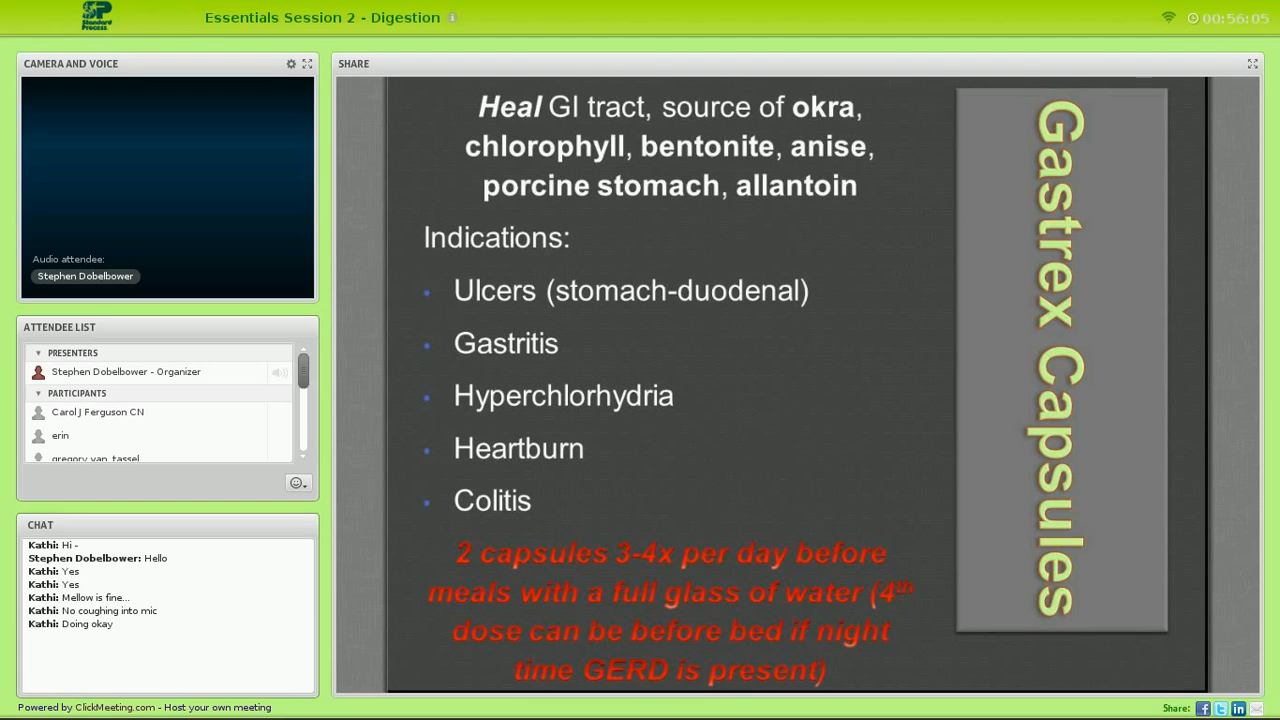 SP
Standard
Process
Essentials Session 2 - Digestion
00:56:05
CAMERA AND VOICE
Audio attendee:
Stephen Dobelbower
ATTENDEE LIST
PRESENTERS
Stephen Dobelbower - Organizer
PARTICIPANTS
Carol J Ferguson CN
erin
gregory van_tassel
CHAT
Kathi: Hi -
Stephen Dobelbower: Hello
Kathi: Yes
Kathi: Yes
Kathi: Mellow is fine...
Kathi: No coughing into mic
Kathi: Doing okay
SHARE
Heal GI tract, source of okra,
chlorophyll, bentonite, anise,
porcine stomach, allantoin
Indications:
• Ulcers (stomach-duodenal)
• Gastritis
• Hyperchlorhydria
• Heartburn
• Colitis
2 capsules 3-4x per day before
meals with a full glass of water (4th
dose can be before bed if night
time GERD is present)
Gastrex Capsules
Powered by ClickMeeting.com - Host your own meeting
Share: